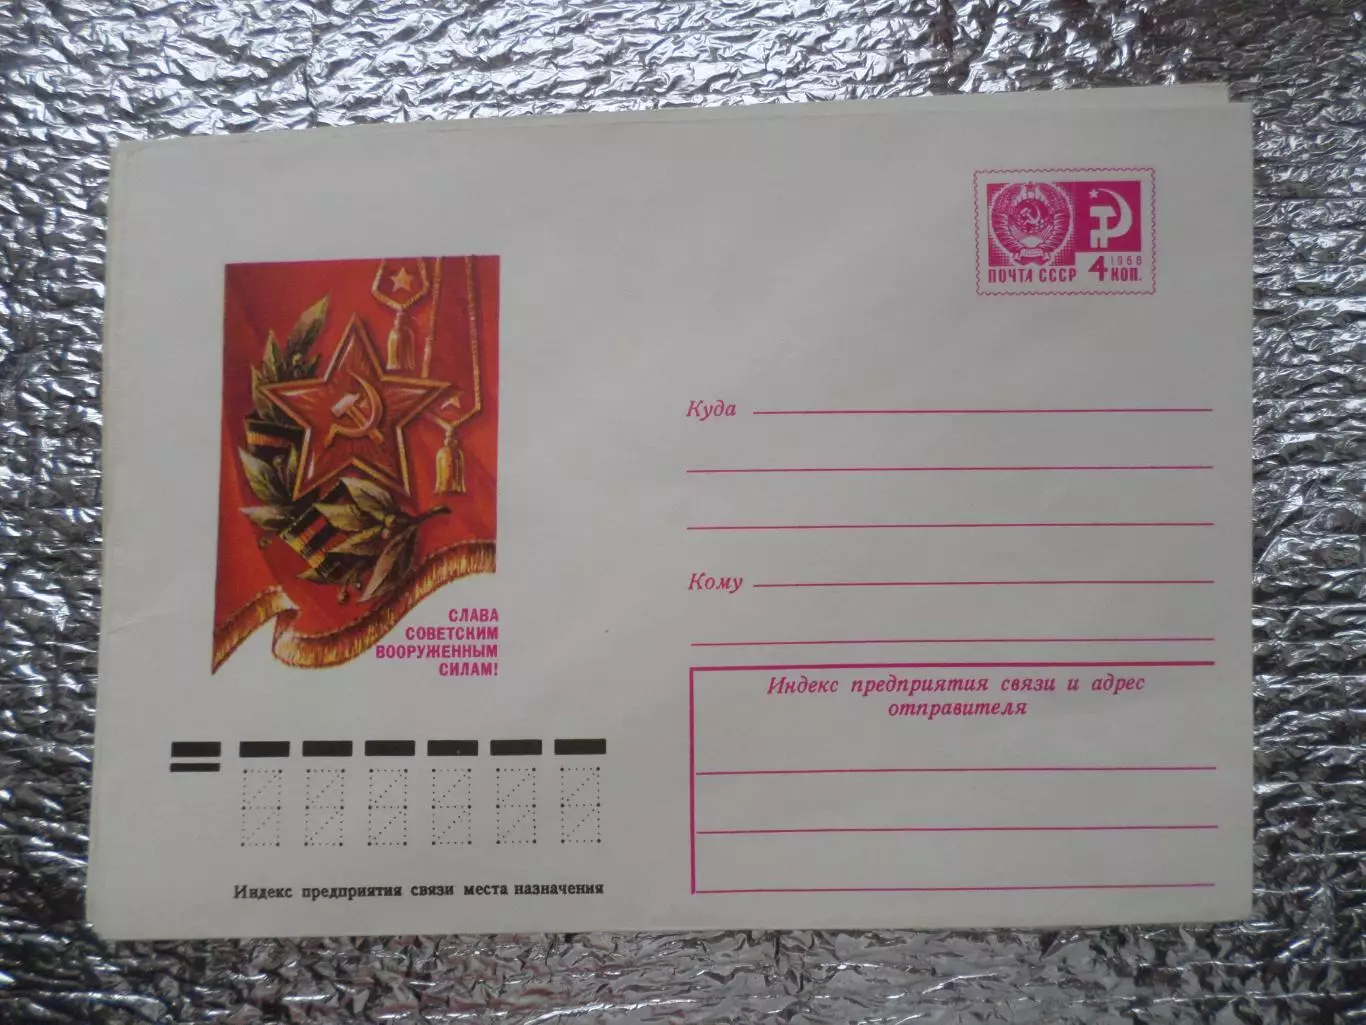 1966
ПОЧТА СССР 4 КОП.
Куда
Кому
СЛАВА
СОВЕТСКИМ
ВООРУЖЕННЫМ
СИЛАМ!
Индекс предприятия связи и адрес
отправителя
Индекс предприятия связи места назначения